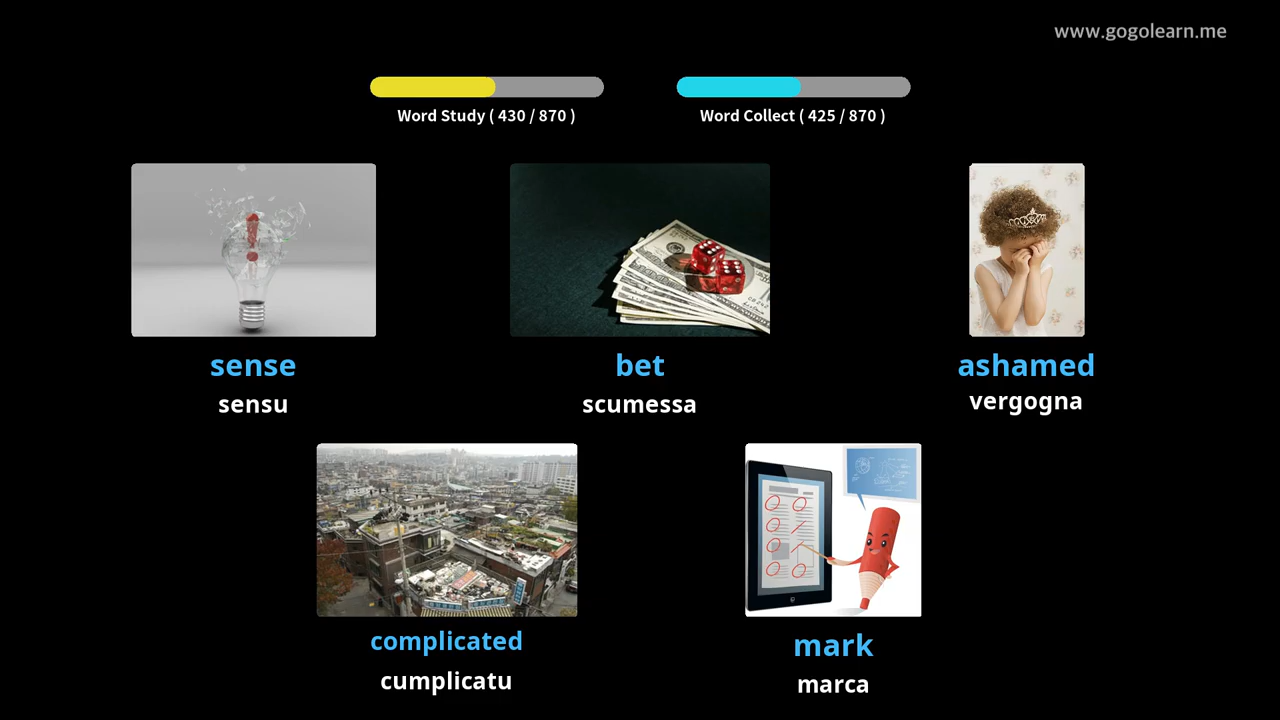 www.gogolearn.me
Word Study ( 430 / 870 )
Word Collect ( 425 / 870 )
sense
sensu
bet
scumessa
ashamed
vergogna
complicated
cumplicatu
mark
marca